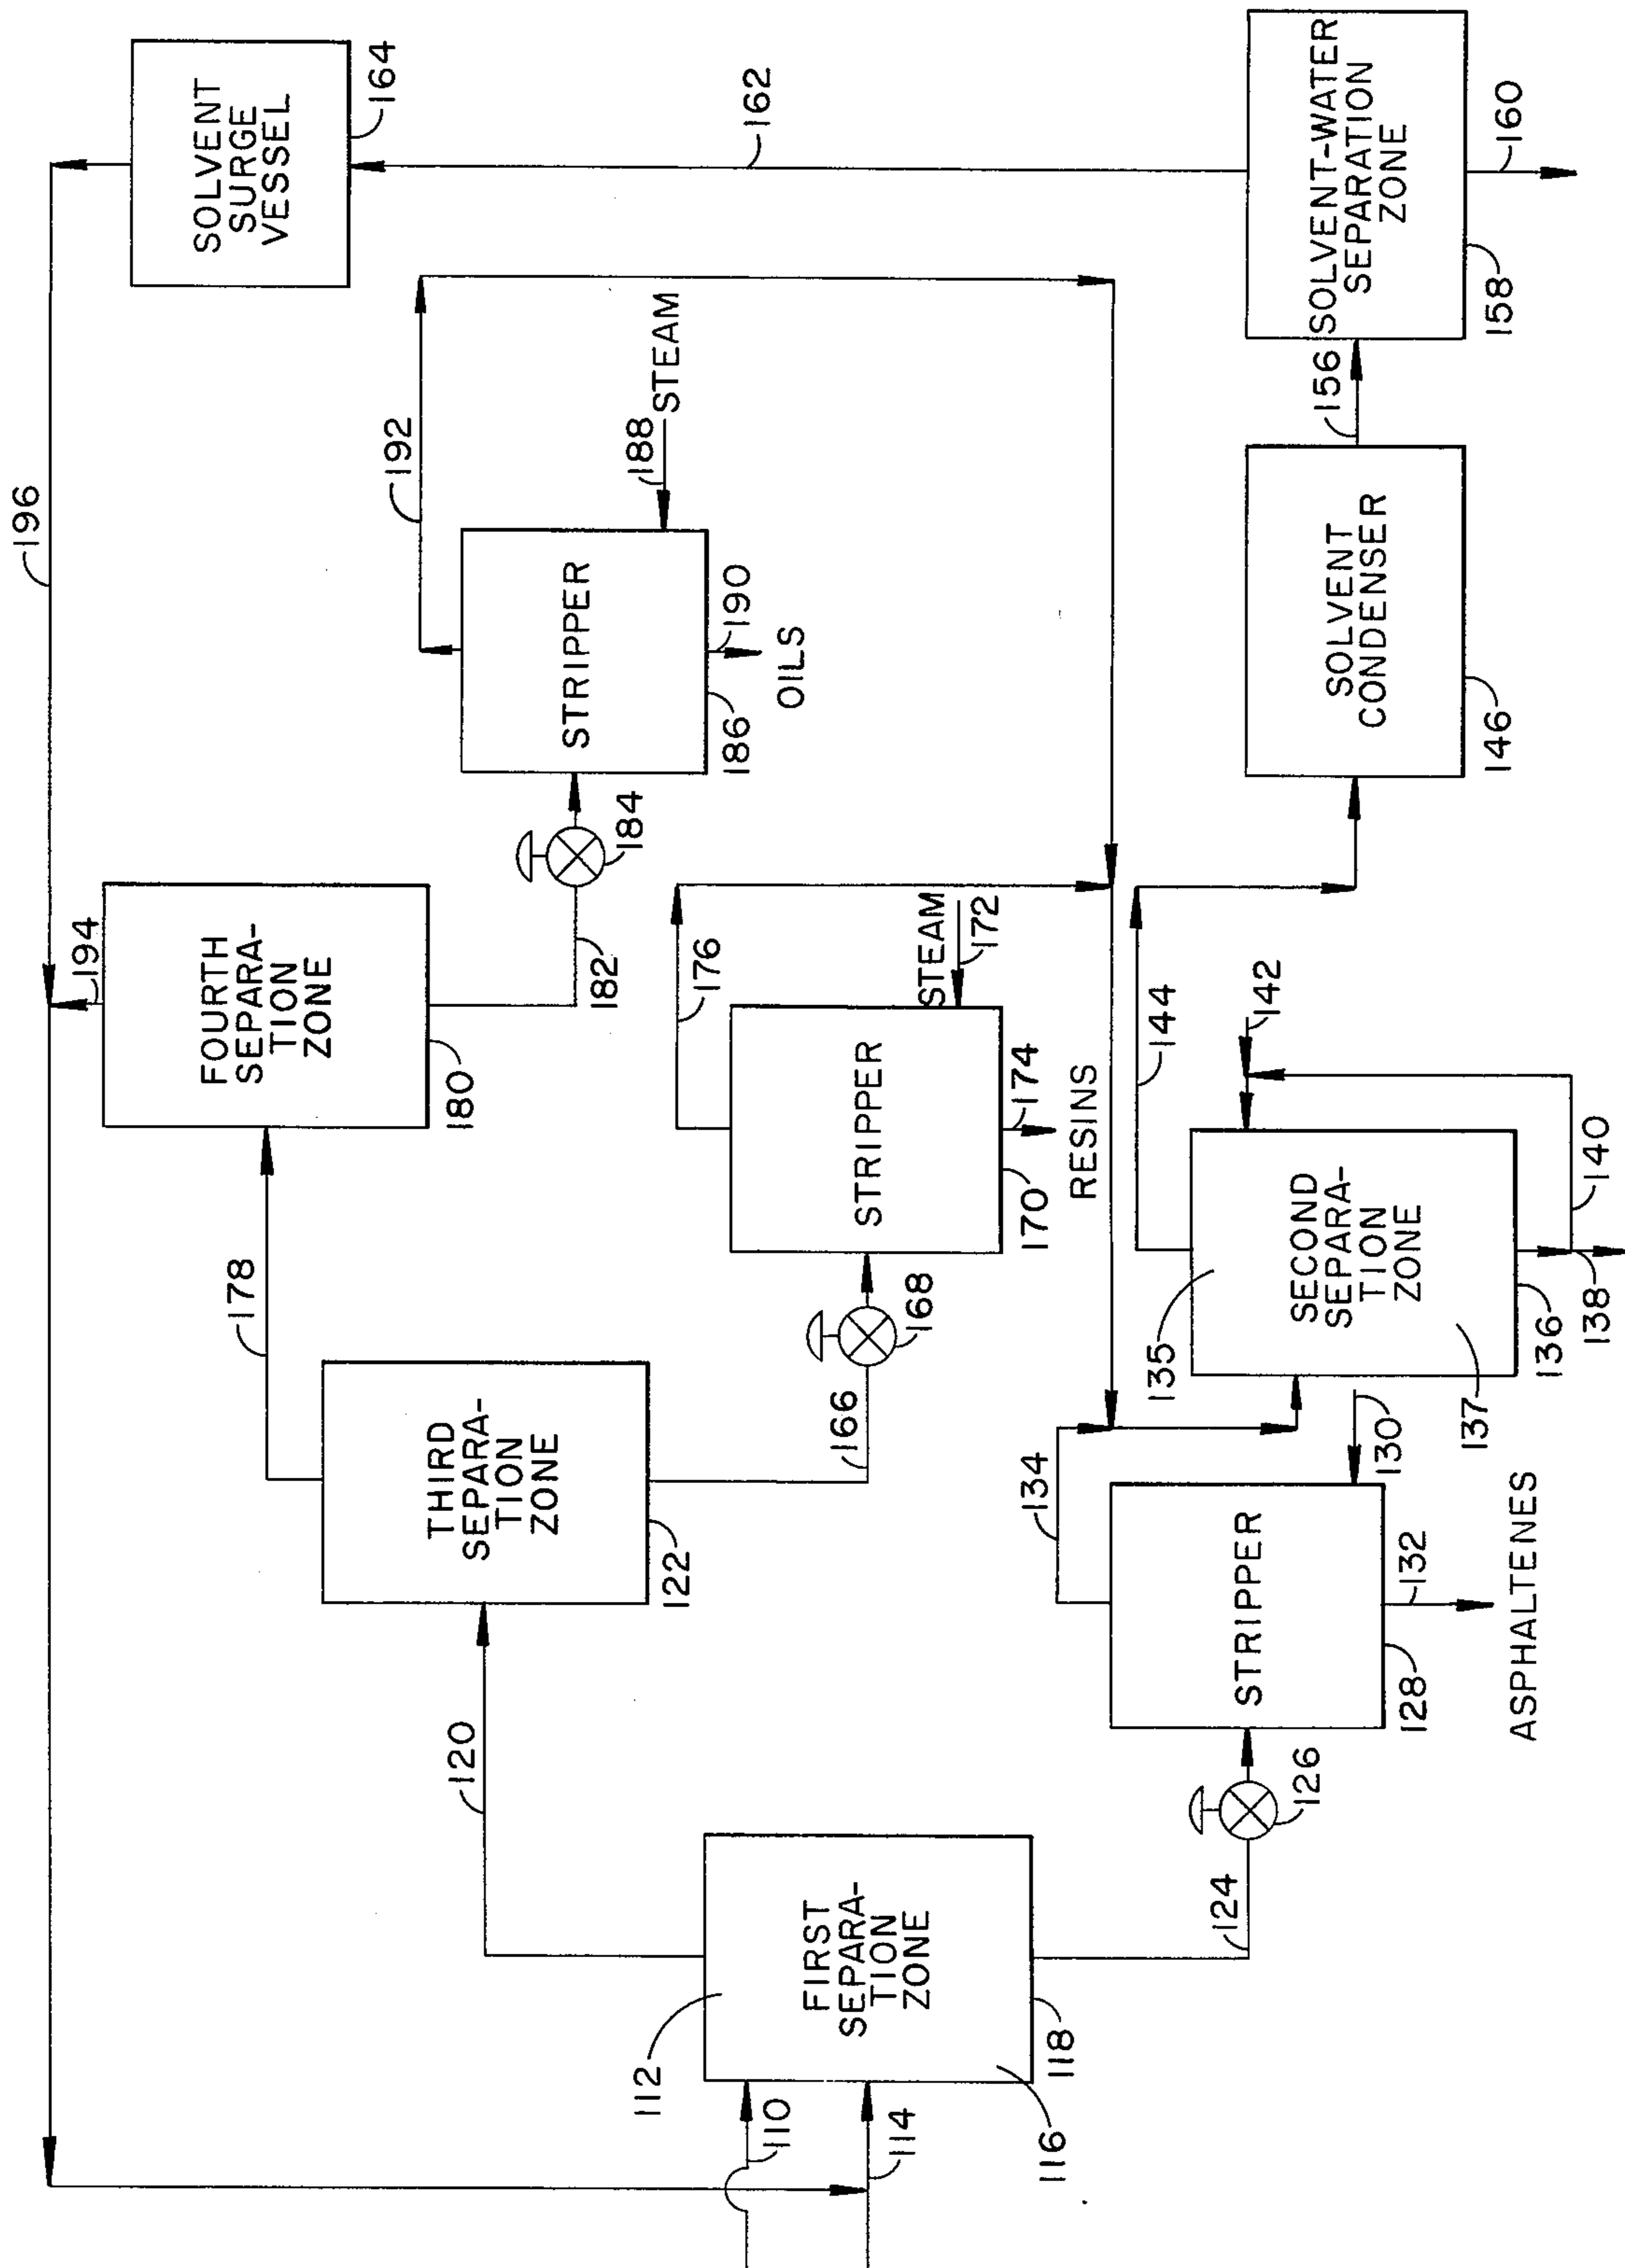 196
SOLVENT
SURGE
VESSEL
164
194
FOURTH
SEPARA-
TION
ZONE
180
182
184
STRIPPER
186
188
STEAM
190
OILS
192
162
178
THIRD
SEPARA-
TION
ZONE
122
166
168
STRIPPER
170
STEAM
172
174
RESINS
176
120
112
FIRST
SEPARA-
TION
ZONE
110
114
116
118
124
126
STRIPPER
128
130
132
ASPHALTENES
134
135
SECOND
SEPARA-
TION
ZONE
136
137
138
140
142
144
SOLVENT
CONDENSER
146
156
SOLVENT-WATER
SEPARATION
ZONE
158
160